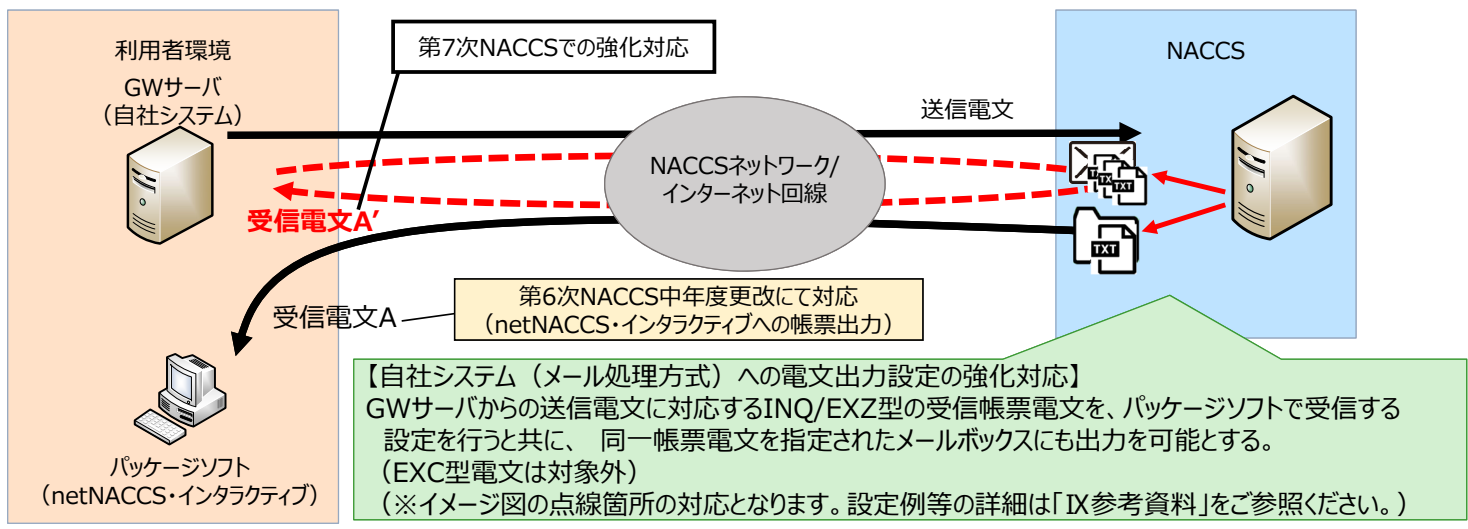 利用者環境
GWサーバ
（自社システム）
第7次NACCSでの強化対応
NACCS
送信電文
NACCSネットワーク/
インターネット回線
TXT
受信電文A’
TXT
受信電文A
第6次NACCS中年度更改にて対応
（netNACCS・インタラクティブへの帳票出力）
パッケージソフト
（netNACCS・インタラクティブ）
【自社システム（メール処理方式）への電文出力設定の強化対応】
GWサーバからの送信電文に対応するINQ/EXZ型の受信帳票電文を、パッケージソフトで受信する
設定を行うと共に、 同一帳票電文を指定されたメールボックスにも出力を可能とする。
（EXC型電文は対象外）
（※イメージ図の点線箇所の対応となります。設定例等の詳細は「Ⅸ参考資料」をご参照ください。）